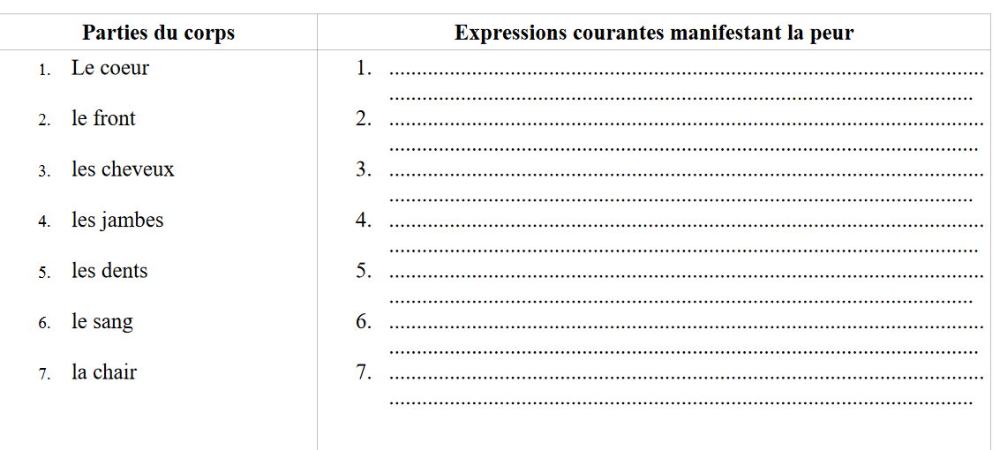 Parties du corps Expressions courantes manifestant la peur
1. Le coeur 1. ................................................................................
................................................................................
2. le front 2. ................................................................................
................................................................................
3. les cheveux 3. ................................................................................
................................................................................
4. les jambes 4. ................................................................................
................................................................................
5. les dents 5. ................................................................................
................................................................................
6. le sang 6. ................................................................................
................................................................................
7. la chair 7. ................................................................................
................................................................................